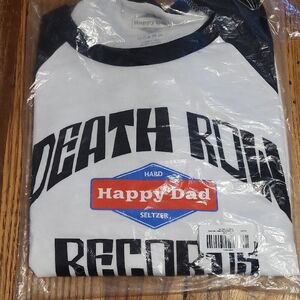 Happy Dad
DEATH ROW
HARD
Happy Dad
SELTZER
RECORDS